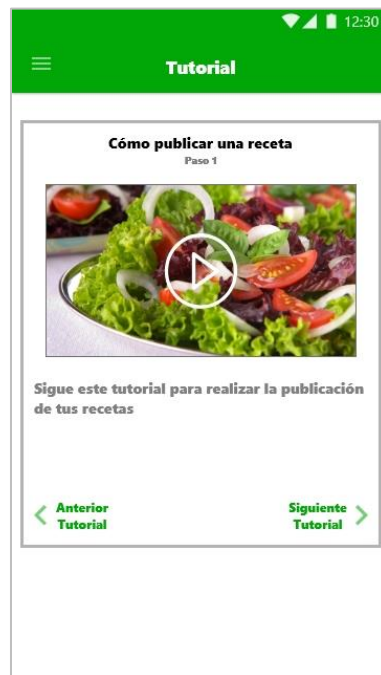 12:30
Tutorial
Cómo publicar una receta
Paso 1
Sigue este tutorial para realizar la publicación
de tus recetas
Anterior
Tutorial
Siguiente
Tutorial